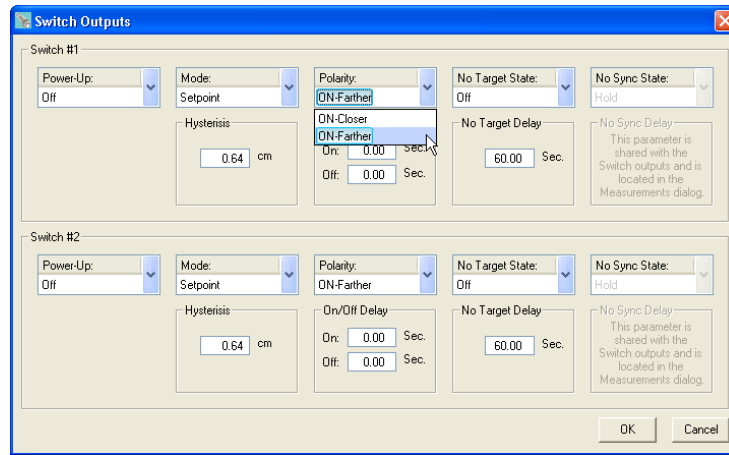 Switch Outputs
Switch #1
Power-Up: Mode: Polarity: No Target State: No Sync State:
Off Setpoint ON-Farther Off Hold
ON-Closer
ON-Farther
Hysterisis No Target Delay No Sync Delay
0.64 cm
On: 0.00 Sec.
Off: 0.00 Sec.
60.00 Sec.
This parameter is
shared with the
Switch outputs and is
located in the
Measurements dialog.
Switch #2
Power-Up: Mode: Polarity: No Target State: No Sync State:
Off Setpoint ON-Farther Off Hold
Hysterisis On/Off Delay No Target Delay No Sync Delay
0.64 cm
On: 0.00 Sec.
Off: 0.00 Sec.
60.00 Sec.
This parameter is
shared with the
Switch outputs and is
located in the
Measurements dialog.
OK Cancel